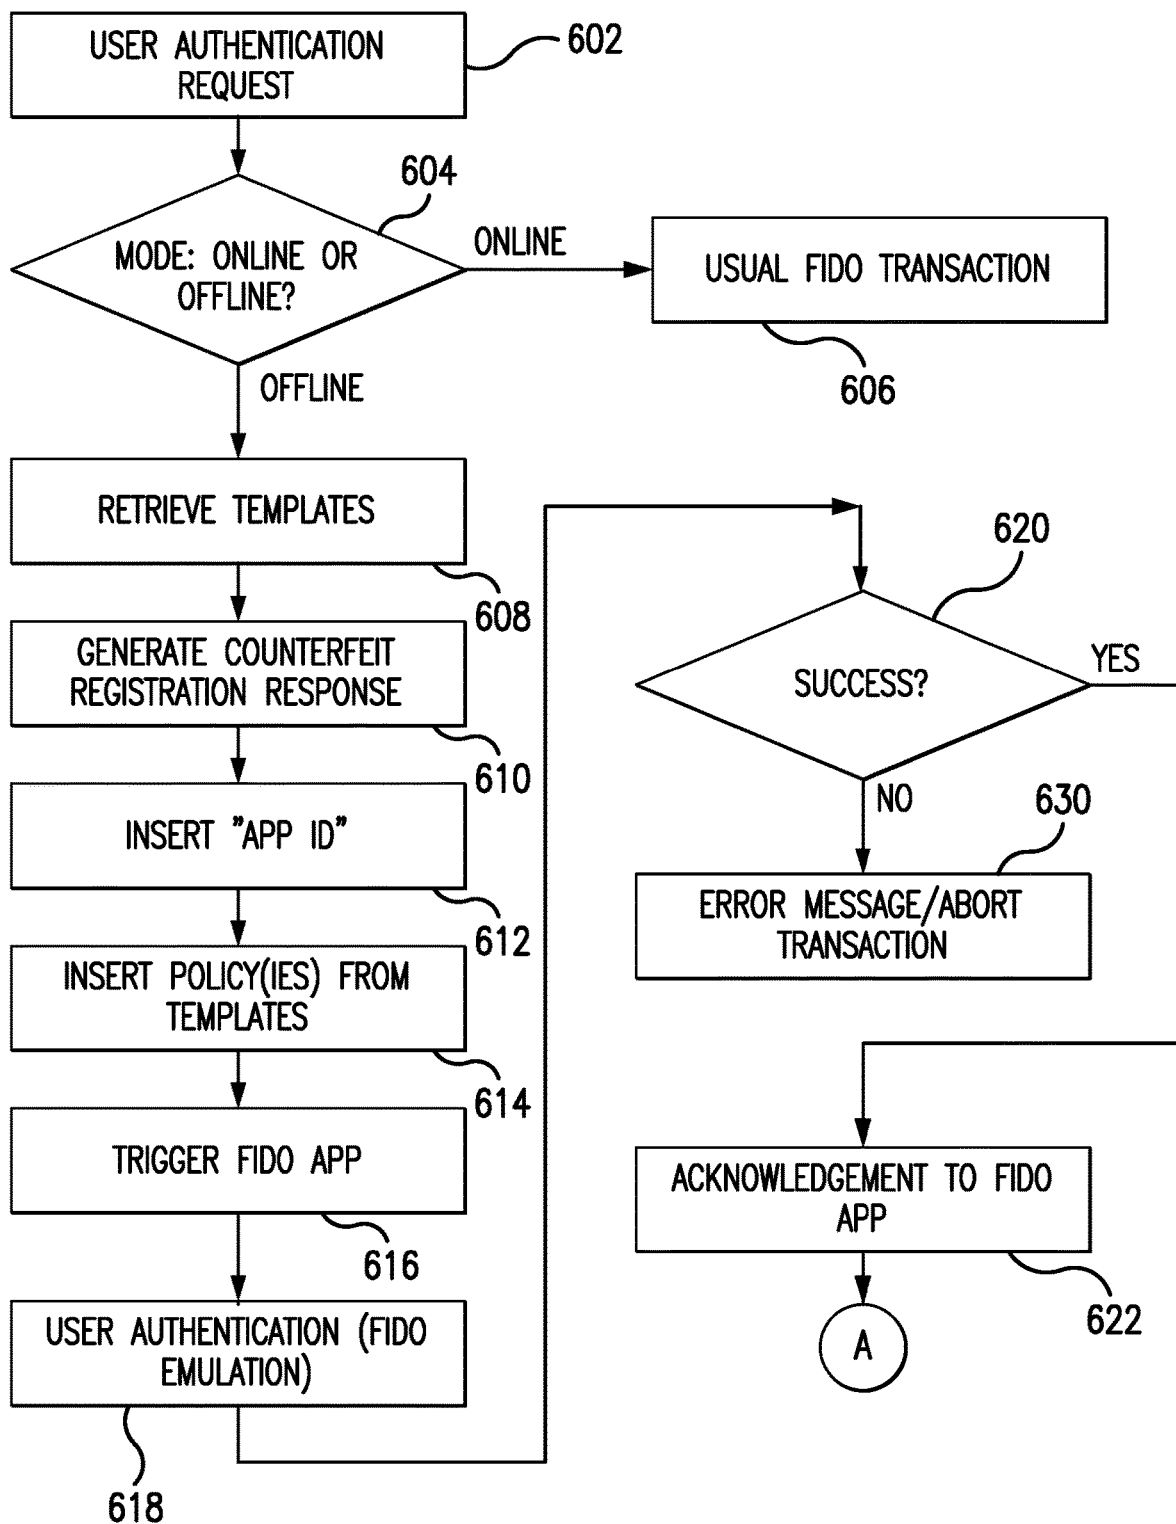 USER AUTHENTICATION
REQUEST
602
604
MODE: ONLINE OR
OFFLINE?
ONLINE
USUAL FIDO TRANSACTION
606
OFFLINE
RETRIEVE TEMPLATES
608
GENERATE COUNTERFEIT
REGISTRATION RESPONSE
610
INSERT "APP ID"
612
INSERT POLICY(IES) FROM
TEMPLATES
614
TRIGGER FIDO APP
616
USER AUTHENTICATION (FIDO
EMULATION)
618
620
SUCCESS?
YES
NO
630
ERROR MESSAGE/ABORT
TRANSACTION
ACKNOWLEDGEMENT TO FIDO
APP
622
A